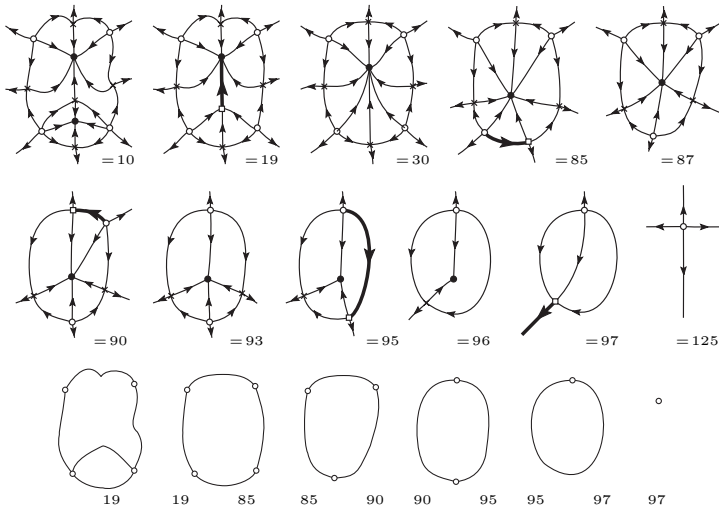 =10 =19 =30 =85 =87
=90 =93 =95 =96 =97 =125
19 19 85 85 90 90 95 95 97 97